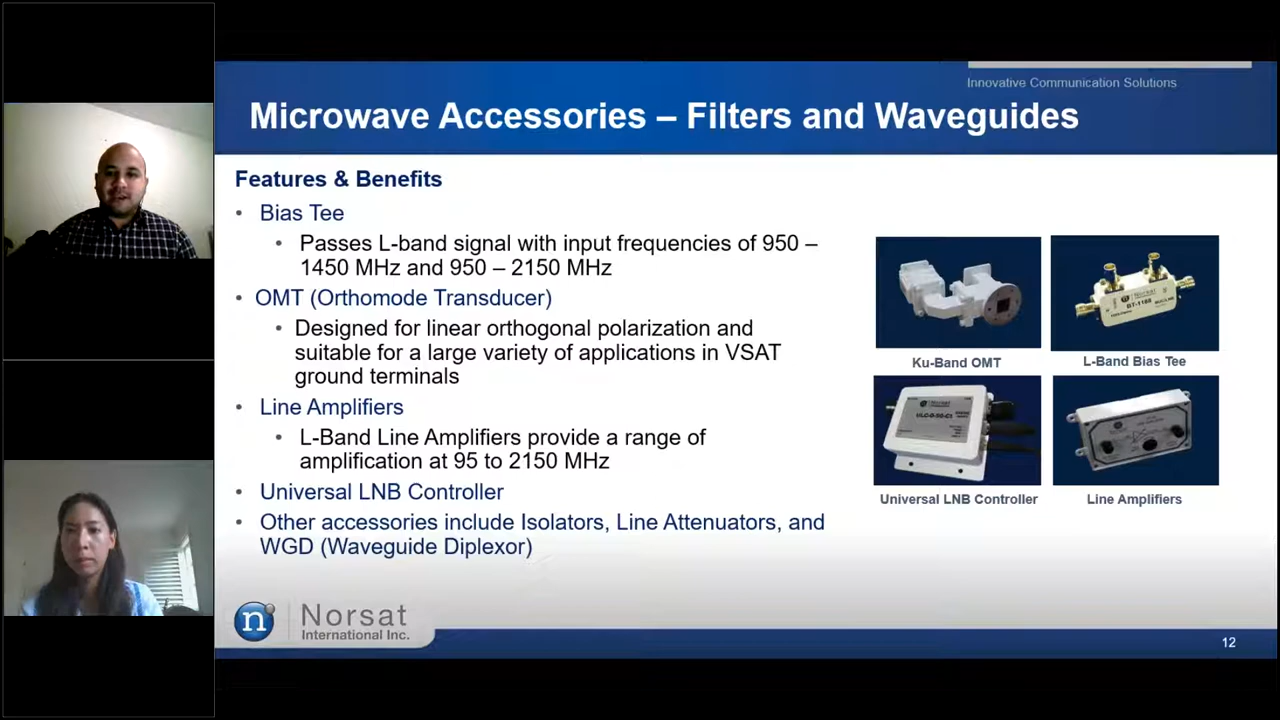 Innovative Communication Solutions
Microwave Accessories – Filters and Waveguides
Features & Benefits
• Bias Tee
• Passes L-band signal with input frequencies of 950 –
1450 MHz and 950 – 2150 MHz
• OMT (Orthomode Transducer)
• Designed for linear orthogonal polarization and
suitable for a large variety of applications in VSAT
ground terminals
• Line Amplifiers
• L-Band Line Amplifiers provide a range of
amplification at 95 to 2150 MHz
• Universal LNB Controller
• Other accessories include Isolators, Line Attenuators, and
WGD (Waveguide Diplexor)
Ku-Band OMT
Norsat
L-Band Bias Tee
Norsat
Universal LNB Controller
Line Amplifiers
n Norsat
International Inc.
12